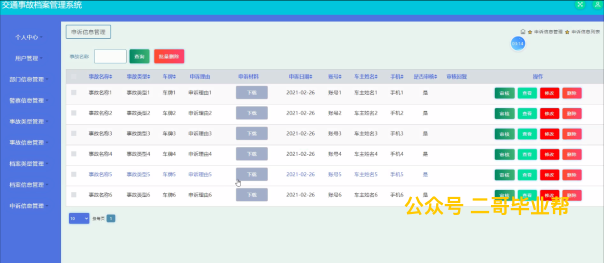 交通事故档案管理系统
个人中心
用户管理
部门信息管理
警察信息管理
事故类型管理
事故信息管理
档案类型管理
档案信息管理
申诉信息管理
申诉信息管理
申诉信息管理 申诉信息列表
事故名称 查询 批量删除
事故名称 事故类型 车牌 申诉理由 申诉材料 申诉日期 账号 车主姓名 手机 是否审核 审核回复 操作
事故名称1 事故类型1 车牌1 申诉理由1 下载 2021-02-26 账号1 车主姓名1 手机1 是 审核 查看 修改 删除
事故名称2 事故类型2 车牌2 申诉理由2 下载 2021-02-26 账号2 车主姓名2 手机2 是 审核 查看 修改 删除
事故名称3 事故类型3 车牌3 申诉理由3 下载 2021-02-26 账号3 车主姓名3 手机3 是 审核 查看 修改 删除
事故名称4 事故类型4 车牌4 申诉理由4 下载 2021-02-26 账号4 车主姓名4 手机4 是 审核 查看 修改 删除
事故名称5 事故类型5 车牌5 申诉理由5 下载 2021-02-26 账号5 车主姓名5 手机5 是 审核 查看 修改 删除
事故名称6 事故类型6 车牌6 申诉理由6 下载 2021-02-26 账号6 车主姓名6 手机6 是 审核 查看 修改 删除
公众号 二哥毕业帮
10 1